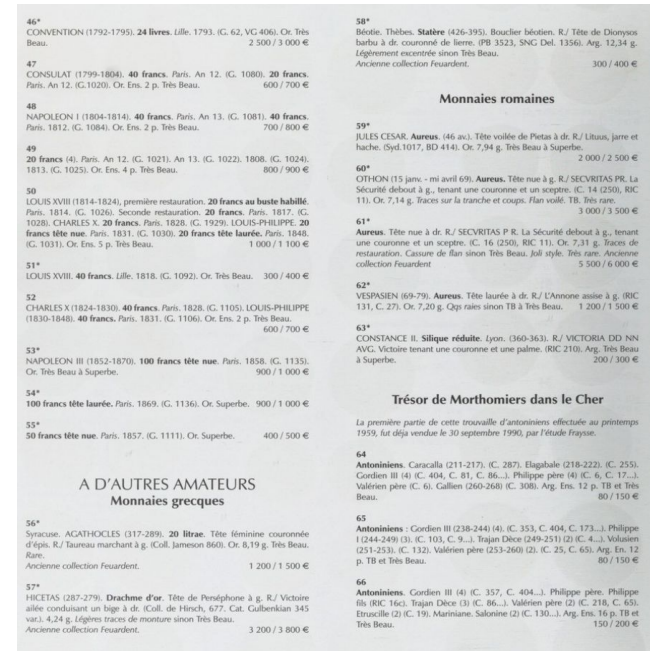 46*
CONVENTION (1792-1795). 24 livres. Lille. 1793. (G. 62, VG 406). Or. Très
Beau. 2 500 / 3 000 €
47
CONSULAT (1799-1804). 40 francs. Paris. An 12. (G. 1080). 20 francs.
Paris. An 12. (G.1020). Or. Ens. 2 p. Très Beau. 600 / 700 €
48
NAPOLEON I (1804-1814). 40 francs. Paris. An 13. (G. 1081). 40 francs.
Paris. 1812. (G. 1084). Or. Ens. 2 p. Très Beau. 700 / 800 €
49
20 francs (4). Paris. An 12. (G. 1021). An 13. (G. 1022). 1808. (G. 1024).
1813. (G. 1025). Or. Ens. 4 p. Très Beau. 800 / 900 €
50
LOUIS XVIII (1814-1824), première restauration. 20 francs au buste habillé.
Paris. 1814. (G. 1026). Seconde restauration. 20 francs. Paris. 1817. (G.
1028). CHARLES X. 20 francs. Paris. 1828. (G. 1929). LOUIS-PHILIPPE. 20
francs tête nue. Paris. 1831. (G. 1030). 20 francs tête laurée. Paris. 1848.
(G. 1031). Or. Ens. 5 p. Très Beau. 1 000 / 1 100 €
51*
LOUIS XVIII. 40 francs. Lille. 1818. (G. 1092). Or. Très Beau. 300 / 400 €
52
CHARLES X (1824-1830). 40 francs. Paris. 1828. (G. 1105). LOUIS-PHILIPPE
(1830-1848). 40 francs. Paris. 1831. (G. 1106). Or. Ens. 2 p. Très Beau.
600 / 700 €
53*
NAPOLEON III (1852-1870). 100 francs tête nue. Paris. 1858. (G. 1135).
Or. Très Beau à Superbe. 900 / 1 000 €
54*
100 francs tête laurée. Paris. 1869. (G. 1136). Or. Superbe. 900 / 1 000 €
55*
50 francs tête nue. Paris. 1857. (G. 1111). Or. Superbe. 400 / 500 €
A D'AUTRES AMATEURS
Monnaies grecques
56*
Syracuse. AGATHOCLES (317-289). 20 litrae. Tête féminine couronnée
d'épis. R./ Taureau marchant à g. (Coll. Jameson 860). Or. 8,19 g. Très Beau.
Rare.
Ancienne collection Feuardent. 1 200 / 1 500 €
57*
HICETAS (287-279). Drachme d'or. Tête de Perséphone à g. R./ Victoire
ailée conduisant un bige à dr. (Coll. de Hirsch, 677. Cat. Gulbenkian 345
var.). 4,24 g. Légères traces de monture sinon Très Beau.
Ancienne collection Feuardent. 3 200 / 3 800 €
58*
Béotie. Thèbes. Statère (426-395). Bouclier béotien. R./ Tête de Dionysos
barbu à dr. couronné de lierre. (PB 3523, SNG Del. 1356). Arg. 12,34 g.
Légèrement excentrée sinon Très Beau.
Ancienne collection Feuardent. 300 / 400 €
Monnaies romaines
59*
JULES CESAR. Aureus. (46 av.). Tête voilée de Pietas à dr. R./ Lituus, jarre et
hache. (Syd.1017, BD 414). Or. 7,94 g. Très Beau à Superbe.
2 000 / 2 500 €
60*
OTHON (15 janv. - mi avril 69). Aureus. Tête nue à g. R./ SECVRITAS PR. La
Sécurité debout à g., tenant une couronne et un sceptre. (C. 14 (250), RIC
11). Or. 7,14 g. Traces sur la tranche et coups. Flan voilé. TB. Très rare.
3 000 / 3 500 €
61*
Aureus. Tête nue à dr. R./ SECVRITAS P R. La Sécurité debout à g., tenant
une couronne et un sceptre. (C. 16 (250), RIC 11). Or. 7,31 g. Traces de
restauration. Cassure de flan sinon Très Beau. Joli style. Très rare. Ancienne
collection Feuardent 5 500 / 6 000 €
62*
VESPASIEN (69-79). Aureus. Tête laurée à dr. R./ L'Annone assise à g. (RIC
131, C. 27). Or. 7,20 g. Qqs raies sinon TB à Très Beau. 1 200 / 1 500 €
63*
CONSTANCE II. Silique réduite. Lyon. (360-363). R./ VICTORIA DD NN
AVG. Victoire tenant une couronne et une palme. (RIC 210). Arg. Très Beau
à Superbe. 200 / 300 €
Trésor de Morthomiers dans le Cher
La première partie de cette trouvaille d'antoniniens effectuée au printemps
1959, fut déja vendue le 30 septembre 1990, par l'étude Fraysse.
64
Antoniniens. Caracalla (211-217). (C. 287). Elagabale (218-222). (C. 255).
Gordien III (4) (C. 404, C. 81, C. 86...). Philippe père (4) (C. 6, C. 17...).
Valérien père (C. 6). Gallien (260-268) (C. 308). Arg. Ens. 12 p. TB et Très
Beau. 80 / 150 €
65
Antoniniens : Gordien III (238-244) (4). (C. 353, C. 404, C. 173...). Philippe
I (244-249) (3). (C. 103, C. 9...). Trajan Dèce (249-251) (2) (C. 4...). Volusien
(251-253). (C. 132). Valérien père (253-260) (2). (C. 25, C. 65). Arg. En. 12
p. TB et Très Beau. 80 / 150 €
66
Antoniniens. Gordien III (4) (C. 357, C. 404...). Philippe père. Philippe
fils (RIC 16c). Trajan Dèce (3) (C. 86...). Valérien père (2) (C. 218, C. 65).
Etruscille (2) (C. 19). Mariniane. Salonine (2) (C. 130...). Arg. Ens. 16 p. TB et
Très Beau. 150 / 200 €